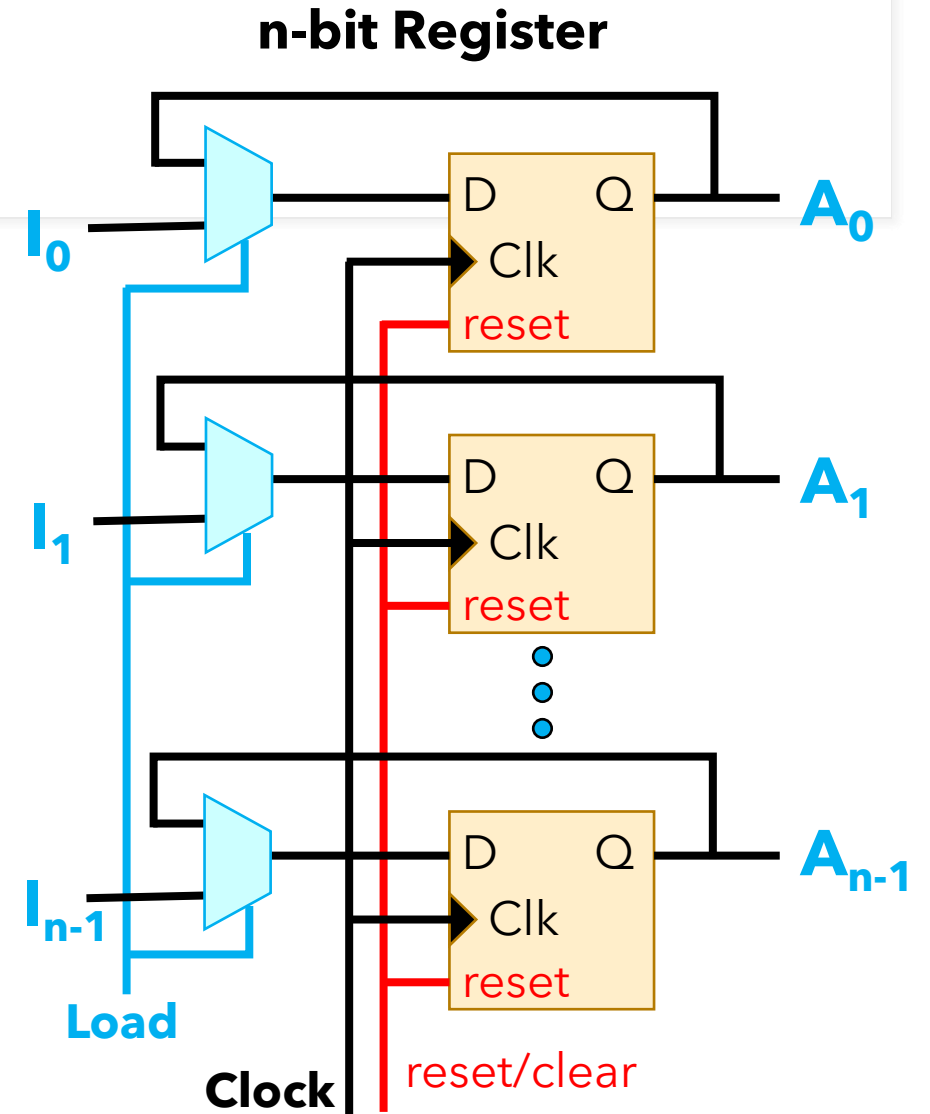 n-bit Register
D Q
A0
I0
Clk
reset
D Q
A1
I1
Clk
reset
D Q
An-1
In-1
Clk
reset
Load
reset/clear
Clock